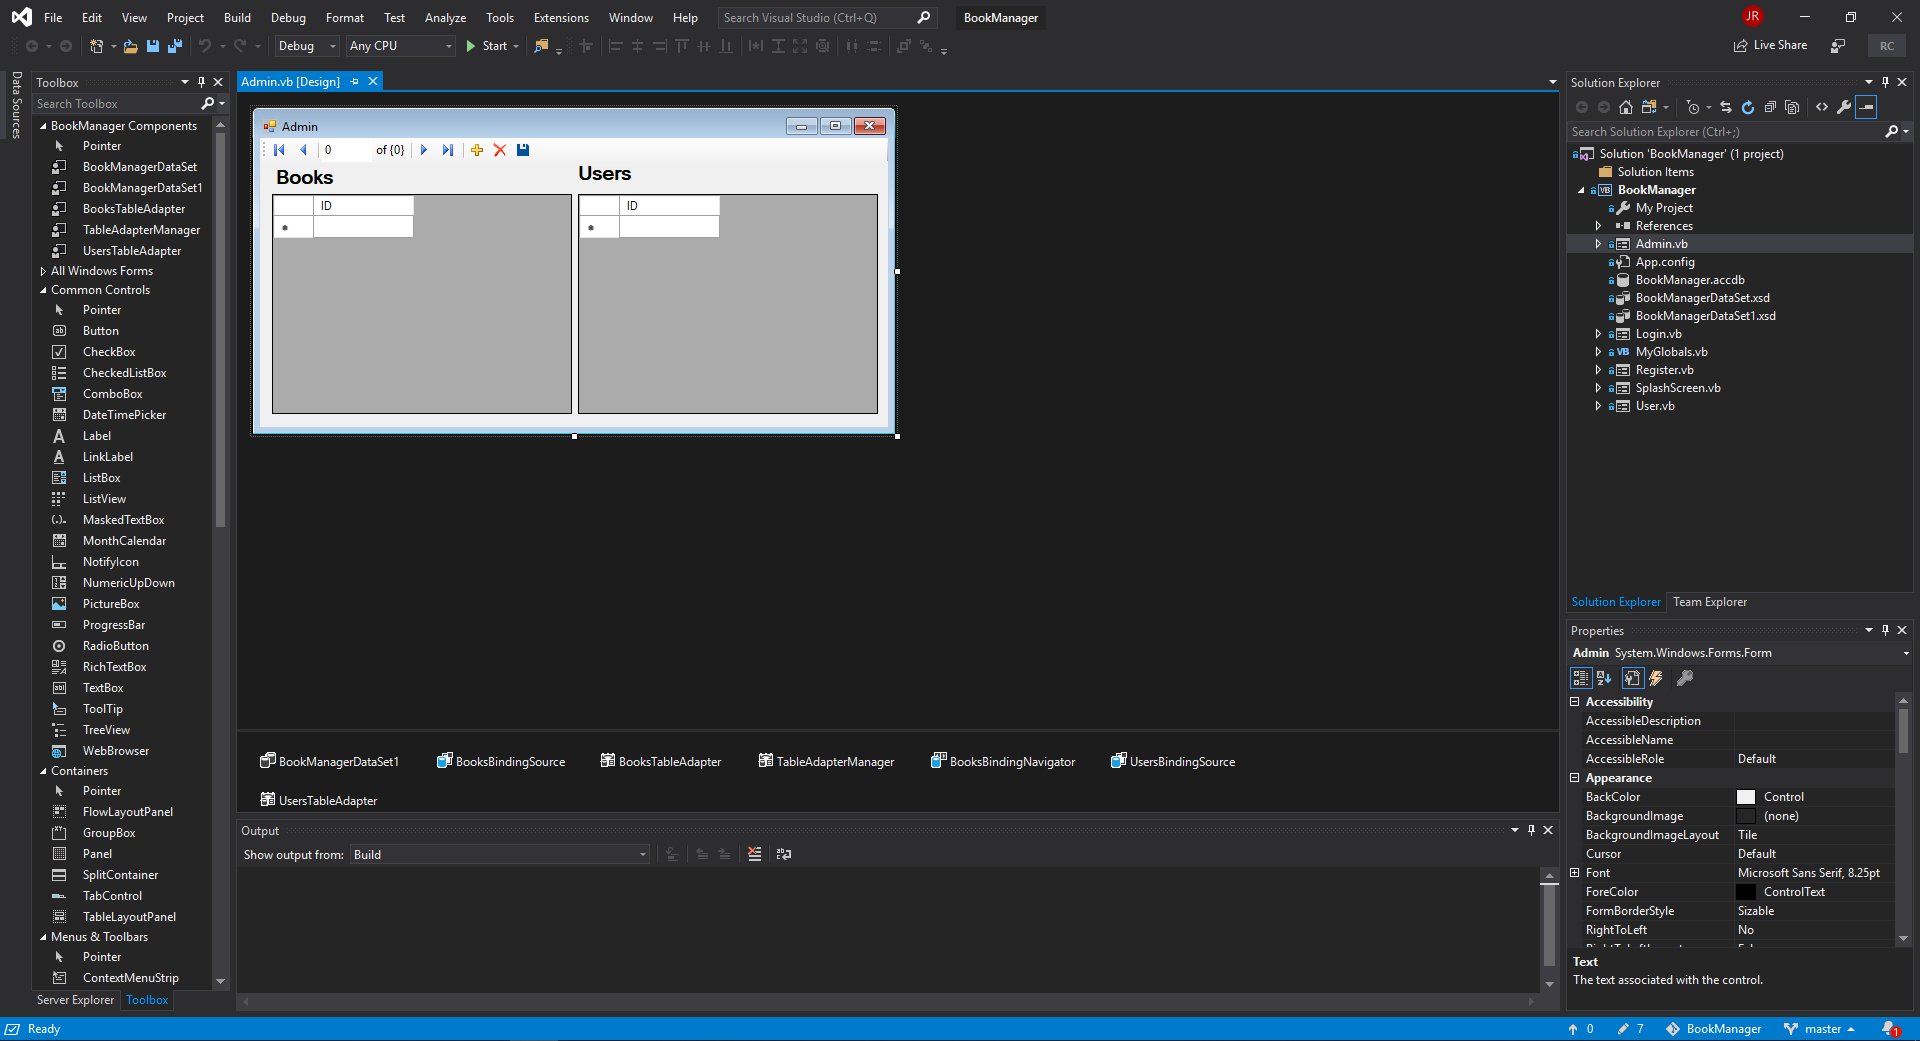 File Edit View Project Build Debug Format Test Analyze Tools Extensions Window Help Search Visual Studio (Ctrl+Q) BookManager JR
Debug Any CPU Start Live Share RC
Data Sources
Toolbox
Search Toolbox
BookManager Components
Pointer
BookManagerDataSet
BookManagerDataSet1
BooksTableAdapter
TableAdapterManager
UsersTableAdapter
All Windows Forms
Common Controls
Pointer
Button
CheckBox
CheckedListBox
ComboBox
DateTimePicker
Label
LinkLabel
ListBox
ListView
MaskedTextBox
MonthCalendar
NotifyIcon
NumericUpDown
PictureBox
ProgressBar
RadioButton
RichTextBox
TextBox
ToolTip
TreeView
WebBrowser
Containers
Pointer
FlowLayoutPanel
GroupBox
Panel
SplitContainer
TabControl
TableLayoutPanel
Menus & Toolbars
Pointer
ContextMenuStrip
Server Explorer Toolbox
Admin.vb [Design]
Admin
0 of {0}
Books Users
ID ID
BookManagerDataSet1 BooksBindingSource BooksTableAdapter TableAdapterManager BooksBindingNavigator UsersBindingSource
UsersTableAdapter
Output
Show output from: Build
Solution Explorer
Search Solution Explorer (Ctrl+;)
Solution 'BookManager' (1 project)
Solution Items
BookManager
My Project
References
Admin.vb
App.config
BookManager.accdb
BookManagerDataSet.xsd
BookManagerDataSet1.xsd
Login.vb
MyGlobals.vb
Register.vb
SplashScreen.vb
User.vb
Solution Explorer Team Explorer
Properties
Admin System.Windows.Forms.Form
Accessibility
AccessibleDescription
AccessibleName
AccessibleRole Default
Appearance
BackColor Control
BackgroundImage (none)
BackgroundImageLayout Tile
Cursor Default
Font Microsoft Sans Serif, 8.25pt
ForeColor ControlText
FormBorderStyle Sizable
RightToLeft No
Text
The text associated with the control.
Ready 0 7 BookManager master 1